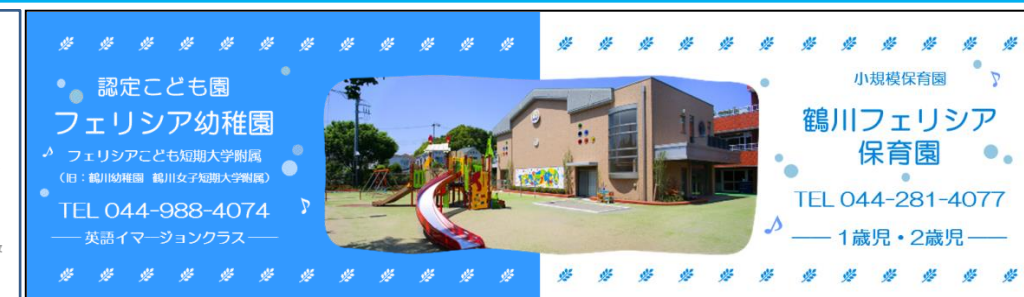 認定こども園
フェリシア幼稚園
フェリシアこども短期大学附属
（旧：鶴川幼稚園 鶴川女子短期大学附属）
TEL 044-988-4074
英語イマージョンクラス
小規模保育園
鶴川フェリシア
保育園
TEL 044-281-4077
1歳児・2歳児